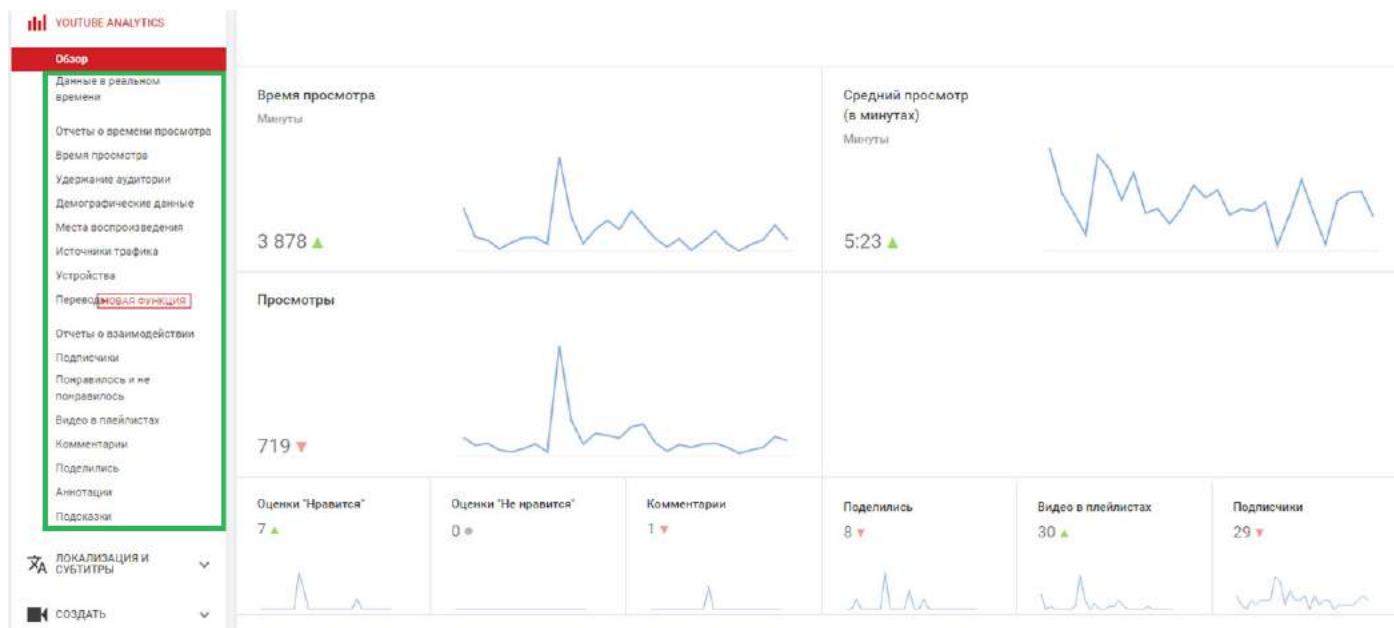 YOUTUBE ANALYTICS
Обзор
Данные в реальном
времени
Отчеты о времени просмотра
Время просмотра
Удержание аудитории
Демографические данные
Места воспроизведения
Источники трафика
Устройства
Переводы НОВАЯ ФУНКЦИЯ
Отчеты о взаимодействии
Подписчики
Понравилось и не
понравилось
Видео в плейлистах
Комментарии
Поделились
Аннотации
Подсказки
ЛОКАЛИЗАЦИЯ И
СУБТИТРЫ
СОЗДАТЬ
Время просмотра
Минуты
3 878
Средний просмотр
(в минутах)
Минуты
5:23
Просмотры
719
Оценки "Нравится"
7
Оценки "Не нравится"
0
Комментарии
1
Поделились
8
Видео в плейлистах
30
Подписчики
29